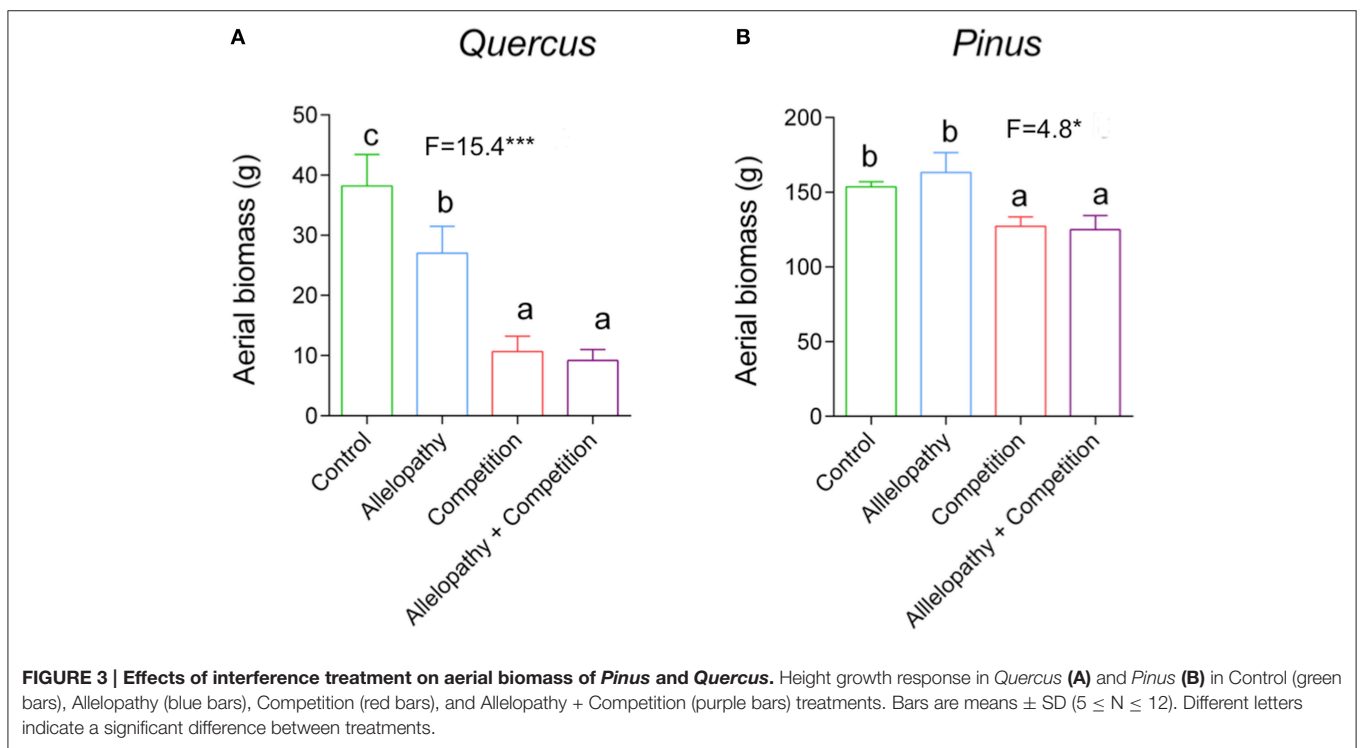 A
Quercus
B
Pinus
50
40
30
20
10
0
Aerial biomass (g)
F=15.4***
c
b
a
a
Control
Allelopathy
Competition
Allelopathy + Competition
200
150
100
50
0
Aerial biomass (g)
F=4.8*
b
b
a
a
Control
Alllelopathy
Competition
Alllelopathy + Competition
FIGURE 3 | Effects of interference treatment on aerial biomass of Pinus and Quercus. Height growth response in Quercus (A) and Pinus (B) in Control (green
bars), Allelopathy (blue bars), Competition (red bars), and Allelopathy + Competition (purple bars) treatments. Bars are means ± SD (5 ≤ N ≤ 12). Different letters
indicate a significant difference between treatments.